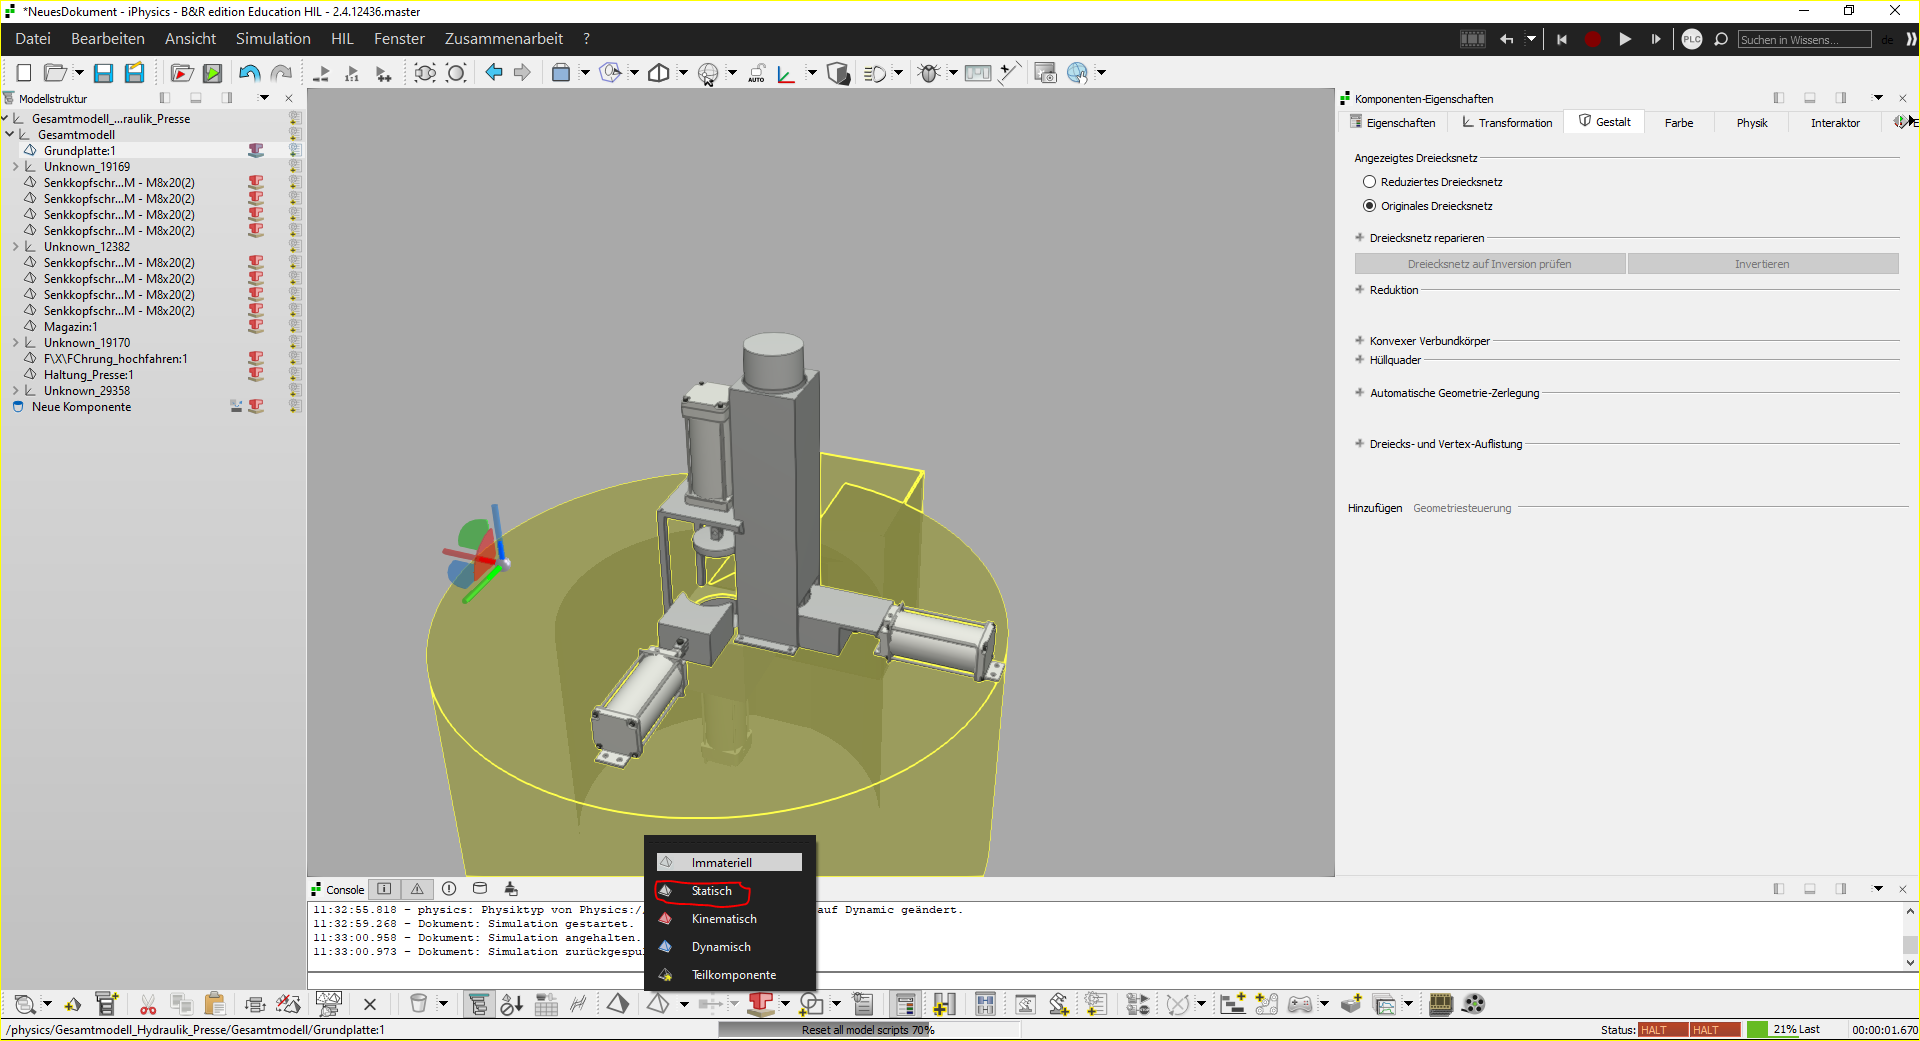 *NeuesDokument - iPhysics - B&R edition Education HIL - 2.4.12436.master
Datei Bearbeiten Ansicht Simulation HIL Fenster Zusammenarbeit ?
PLC Suchen in Wissens... de
1:1
AUTO
Modellstruktur
Gesamtmodell_...raulik_Presse
Gesamtmodell
Grundplatte:1
Unknown_19169
Senkkopfschr...M - M8x20(2)
Senkkopfschr...M - M8x20(2)
Senkkopfschr...M - M8x20(2)
Senkkopfschr...M - M8x20(2)
Unknown_12382
Senkkopfschr...M - M8x20(2)
Senkkopfschr...M - M8x20(2)
Senkkopfschr...M - M8x20(2)
Senkkopfschr...M - M8x20(2)
Magazin:1
Unknown_19170
F\X\FChrung_hochfahren:1
Haltung_Presse:1
Unknown_29358
Neue Komponente
Komponenten-Eigenschaften
Eigenschaften Transformation Gestalt Farbe Physik Interaktor E
Angezeigtes Dreiecksnetz
Reduziertes Dreiecksnetz
Originales Dreiecksnetz
Dreiecksnetz reparieren
Dreiecksnetz auf Inversion prüfen Invertieren
Reduktion
Konvexer Verbundkörper
Hüllquader
Automatische Geometrie-Zerlegung
Dreiecks- und Vertex-Auflistung
Hinzufügen Geometriesteuerung
Immateriell
Statisch
Kinematisch
Dynamisch
Teilkomponente
Console
11:32:55.818 - physics: Physiktyp von Physics:/ auf Dynamic geändert.
11:32:59.268 - Dokument: Simulation gestartet.
11:33:00.958 - Dokument: Simulation angehalten.
11:33:00.973 - Dokument: Simulation zurückgespu
/physics/Gesamtmodell_Hydraulik_Presse/Gesamtmodell/Grundplatte:1
Reset all model scripts 70%
Status: HALT HALT 21% Last 00:00:01.670